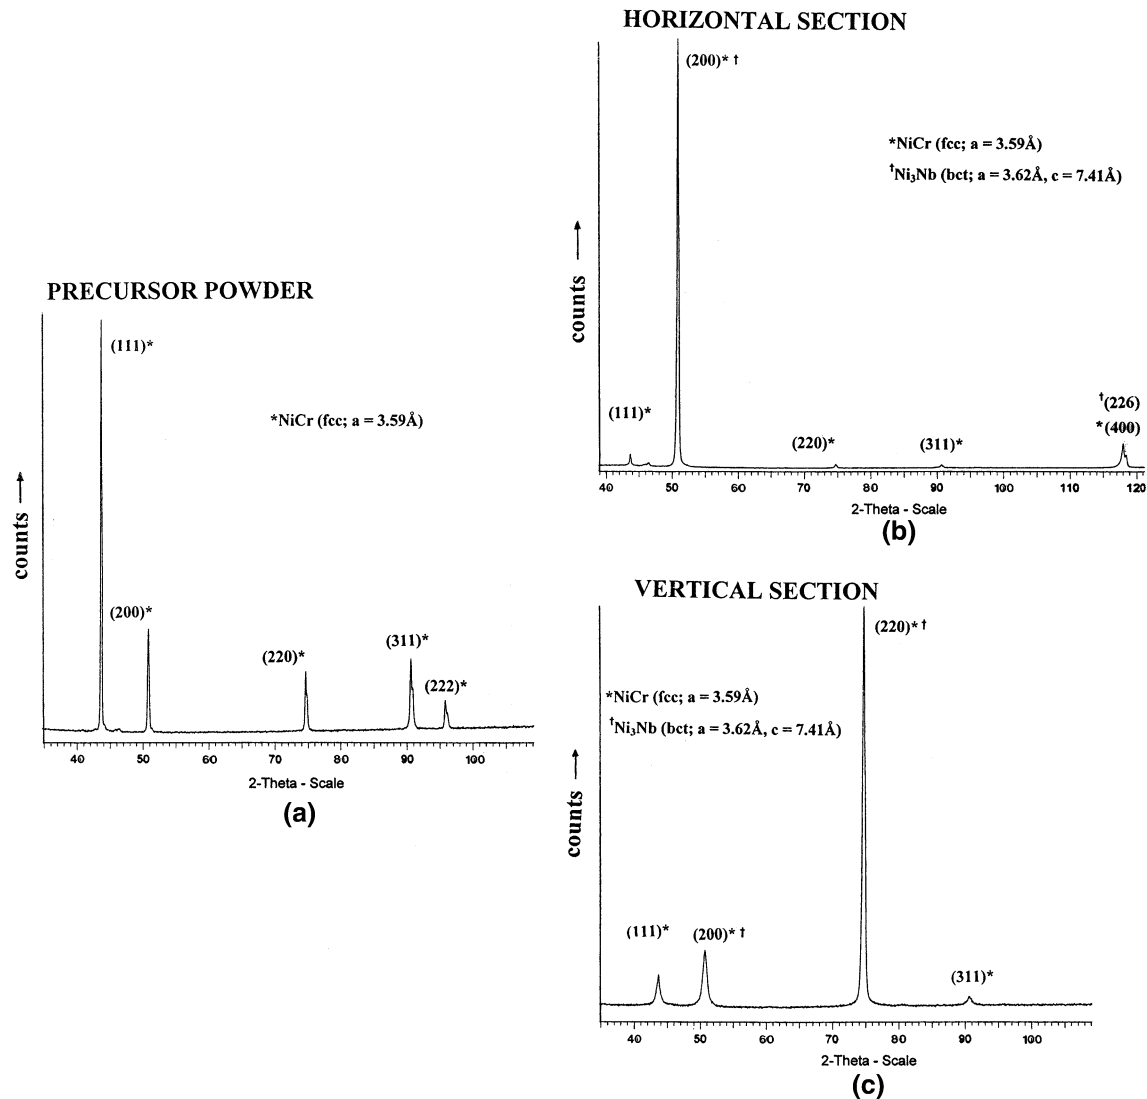 PRECURSOR POWDER
(111)*
*NiCr (fcc; a = 3.59Å)
counts
(200)*
(220)*
(311)*
(222)*
40 50 60 70 80 90 100
2-Theta - Scale
(a)
HORIZONTAL SECTION
(200)* †
*NiCr (fcc; a = 3.59Å)
†Ni₃Nb (bct; a = 3.62Å, c = 7.41Å)
counts
(111)*
(220)*
(311)*
†(226)
*(400)
40 50 60 70 80 90 100 110 120
2-Theta - Scale
(b)
VERTICAL SECTION
(220)* †
*NiCr (fcc; a = 3.59Å)
†Ni₃Nb (bct; a = 3.62Å, c = 7.41Å)
counts
(111)*
(200)* †
(311)*
40 50 60 70 80 90 100
2-Theta - Scale
(c)